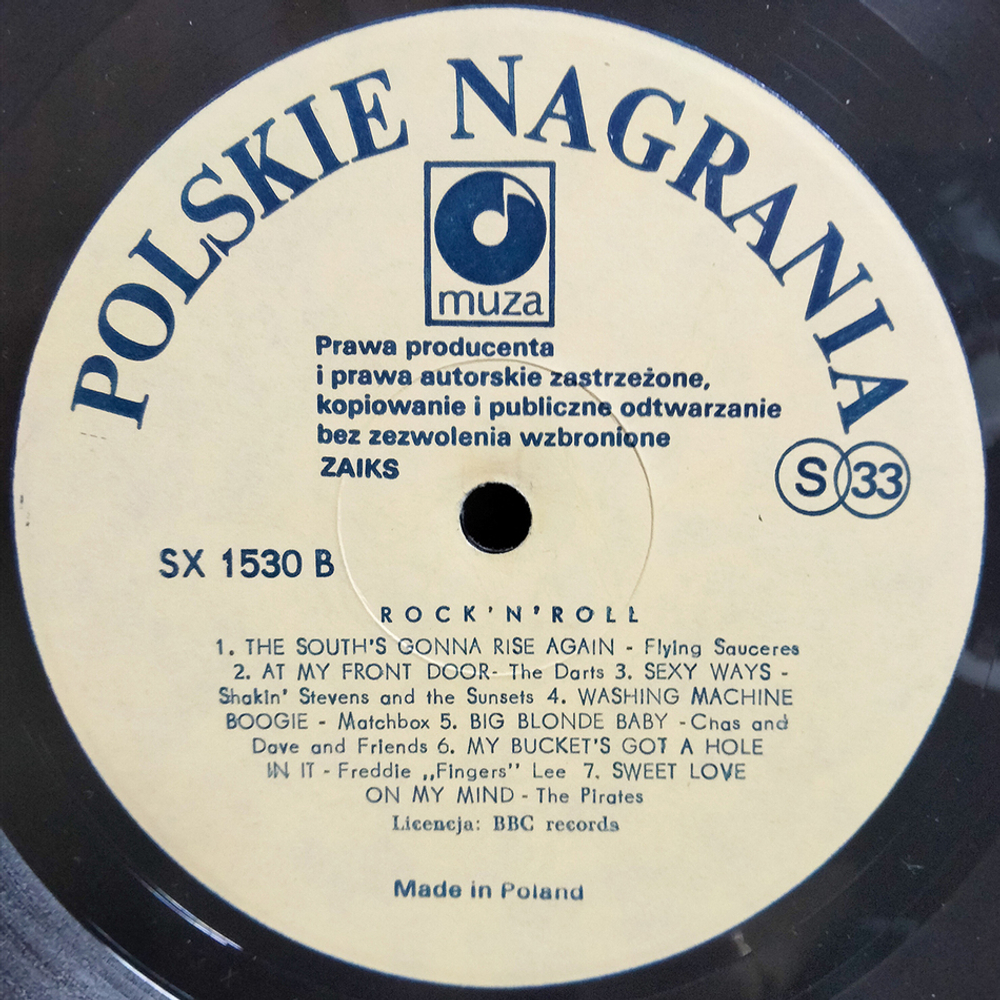 POLSKIE NAGRANIA
muza
Prawa producenta
i prawa autorskie zastrzeżone,
kopiowanie i publiczne odtwarzanie
bez zezwolenia wzbronione
ZAIKS
S 33
SX 1530 B
ROCK'N'ROLL
1. THE SOUTH'S GONNA RISE AGAIN - Flying Sauceres
2. AT MY FRONT DOOR- The Darts 3. SEXY WAYS -
Shakin' Stevens and the Sunsets 4. WASHING MACHINE
BOOGIE - Matchbox 5. BIG BLONDE BABY -Chas and
Dave and Friends 6. MY BUCKET'S GOT A HOLE
IN IT - Freddie „Fingers” Lee 7. SWEET LOVE
ON MY MIND - The Pirates
Licencja: BBC records
Made in Poland